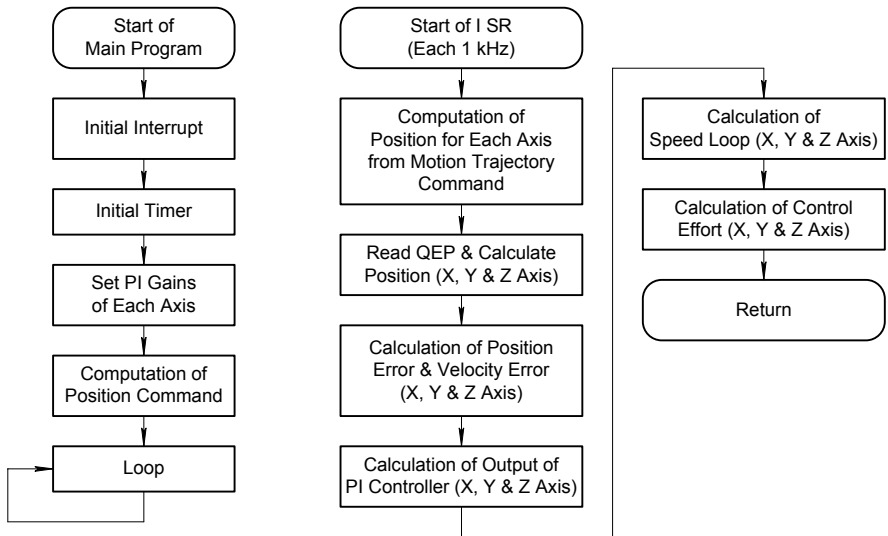 Start of
Main Program
Initial Interrupt
Initial Timer
Set PI Gains
of Each Axis
Computation of
Position Command
Loop
Start of I SR
(Each 1 kHz)
Computation of
Position for Each Axis
from Motion Trajectory
Command
Read QEP & Calculate
Position (X, Y & Z Axis)
Calculation of Position
Error & Velocity Error
(X, Y & Z Axis)
Calculation of Output of
PI Controller (X, Y & Z Axis)
Calculation of
Speed Loop (X, Y & Z Axis)
Calculation of Control
Effort (X, Y & Z Axis)
Return